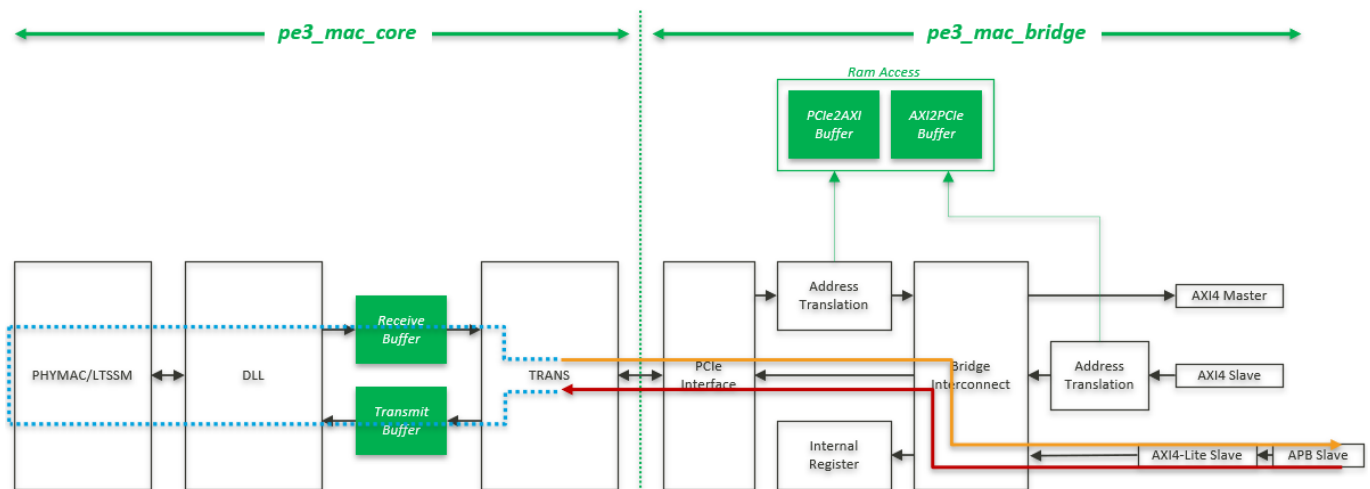 pe3_mac_core
pe3_mac_bridge
Ram Access
PCIe2AXI
Buffer
AXI2PCIe
Buffer
PHYMAC/LTSSM
DLL
Receive
Buffer
Transmit
Buffer
TRANS
PCIe
Interface
Address
Translation
Internal
Register
Bridge
Interconnect
Address
Translation
AXI4 Master
AXI4 Slave
AXI4-Lite Slave
APB Slave